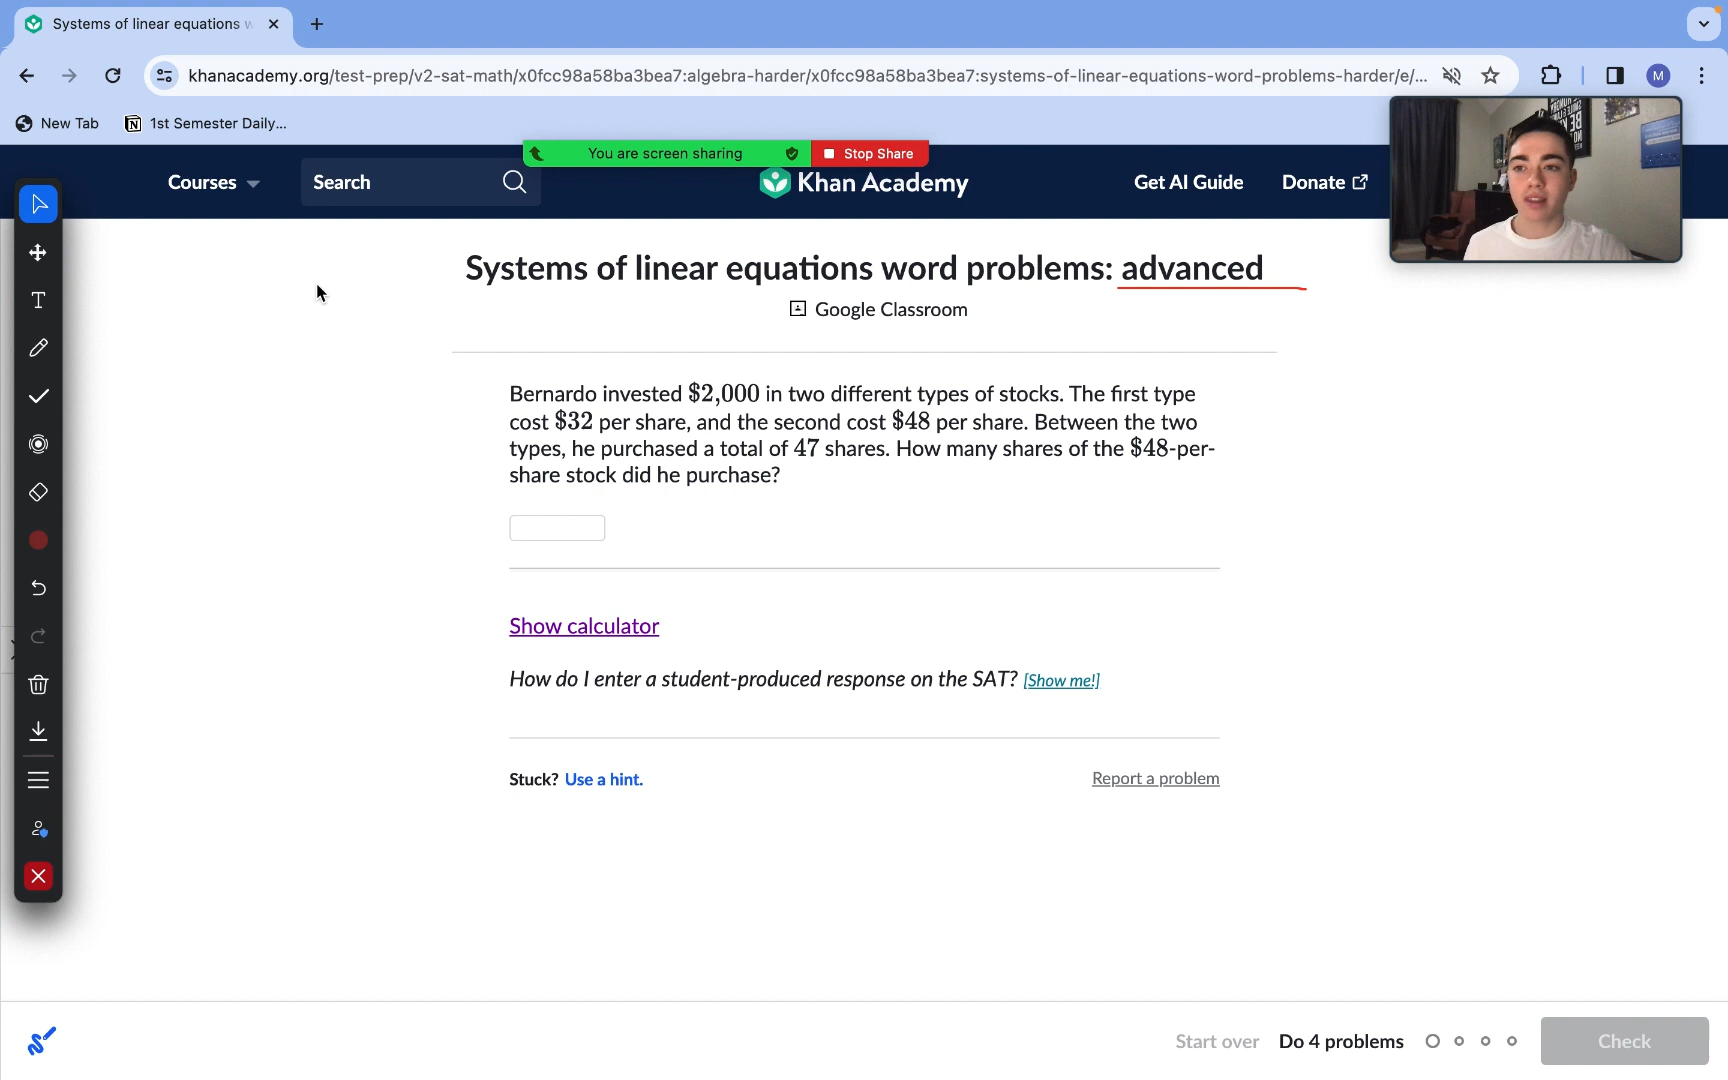 Systems of linear equations w
khanacademy.org/test-prep/v2-sat-math/x0fcc98a58ba3bea7:algebra-harder/x0fcc98a58ba3bea7:systems-of-linear-equations-word-problems-harder/e/...
M
New Tab
1st Semester Daily...
You are screen sharing
Stop Share
Courses
Search
Khan Academy
Get AI Guide
Donate
Systems of linear equations word problems: advanced
Google Classroom
Bernardo invested $2,000 in two different types of stocks. The first type
cost $32 per share, and the second cost $48 per share. Between the two
types, he purchased a total of 47 shares. How many shares of the $48-per-
share stock did he purchase?
Show calculator
How do I enter a student-produced response on the SAT? [Show me!]
Stuck? Use a hint.
Report a problem
Start over
Do 4 problems
Check